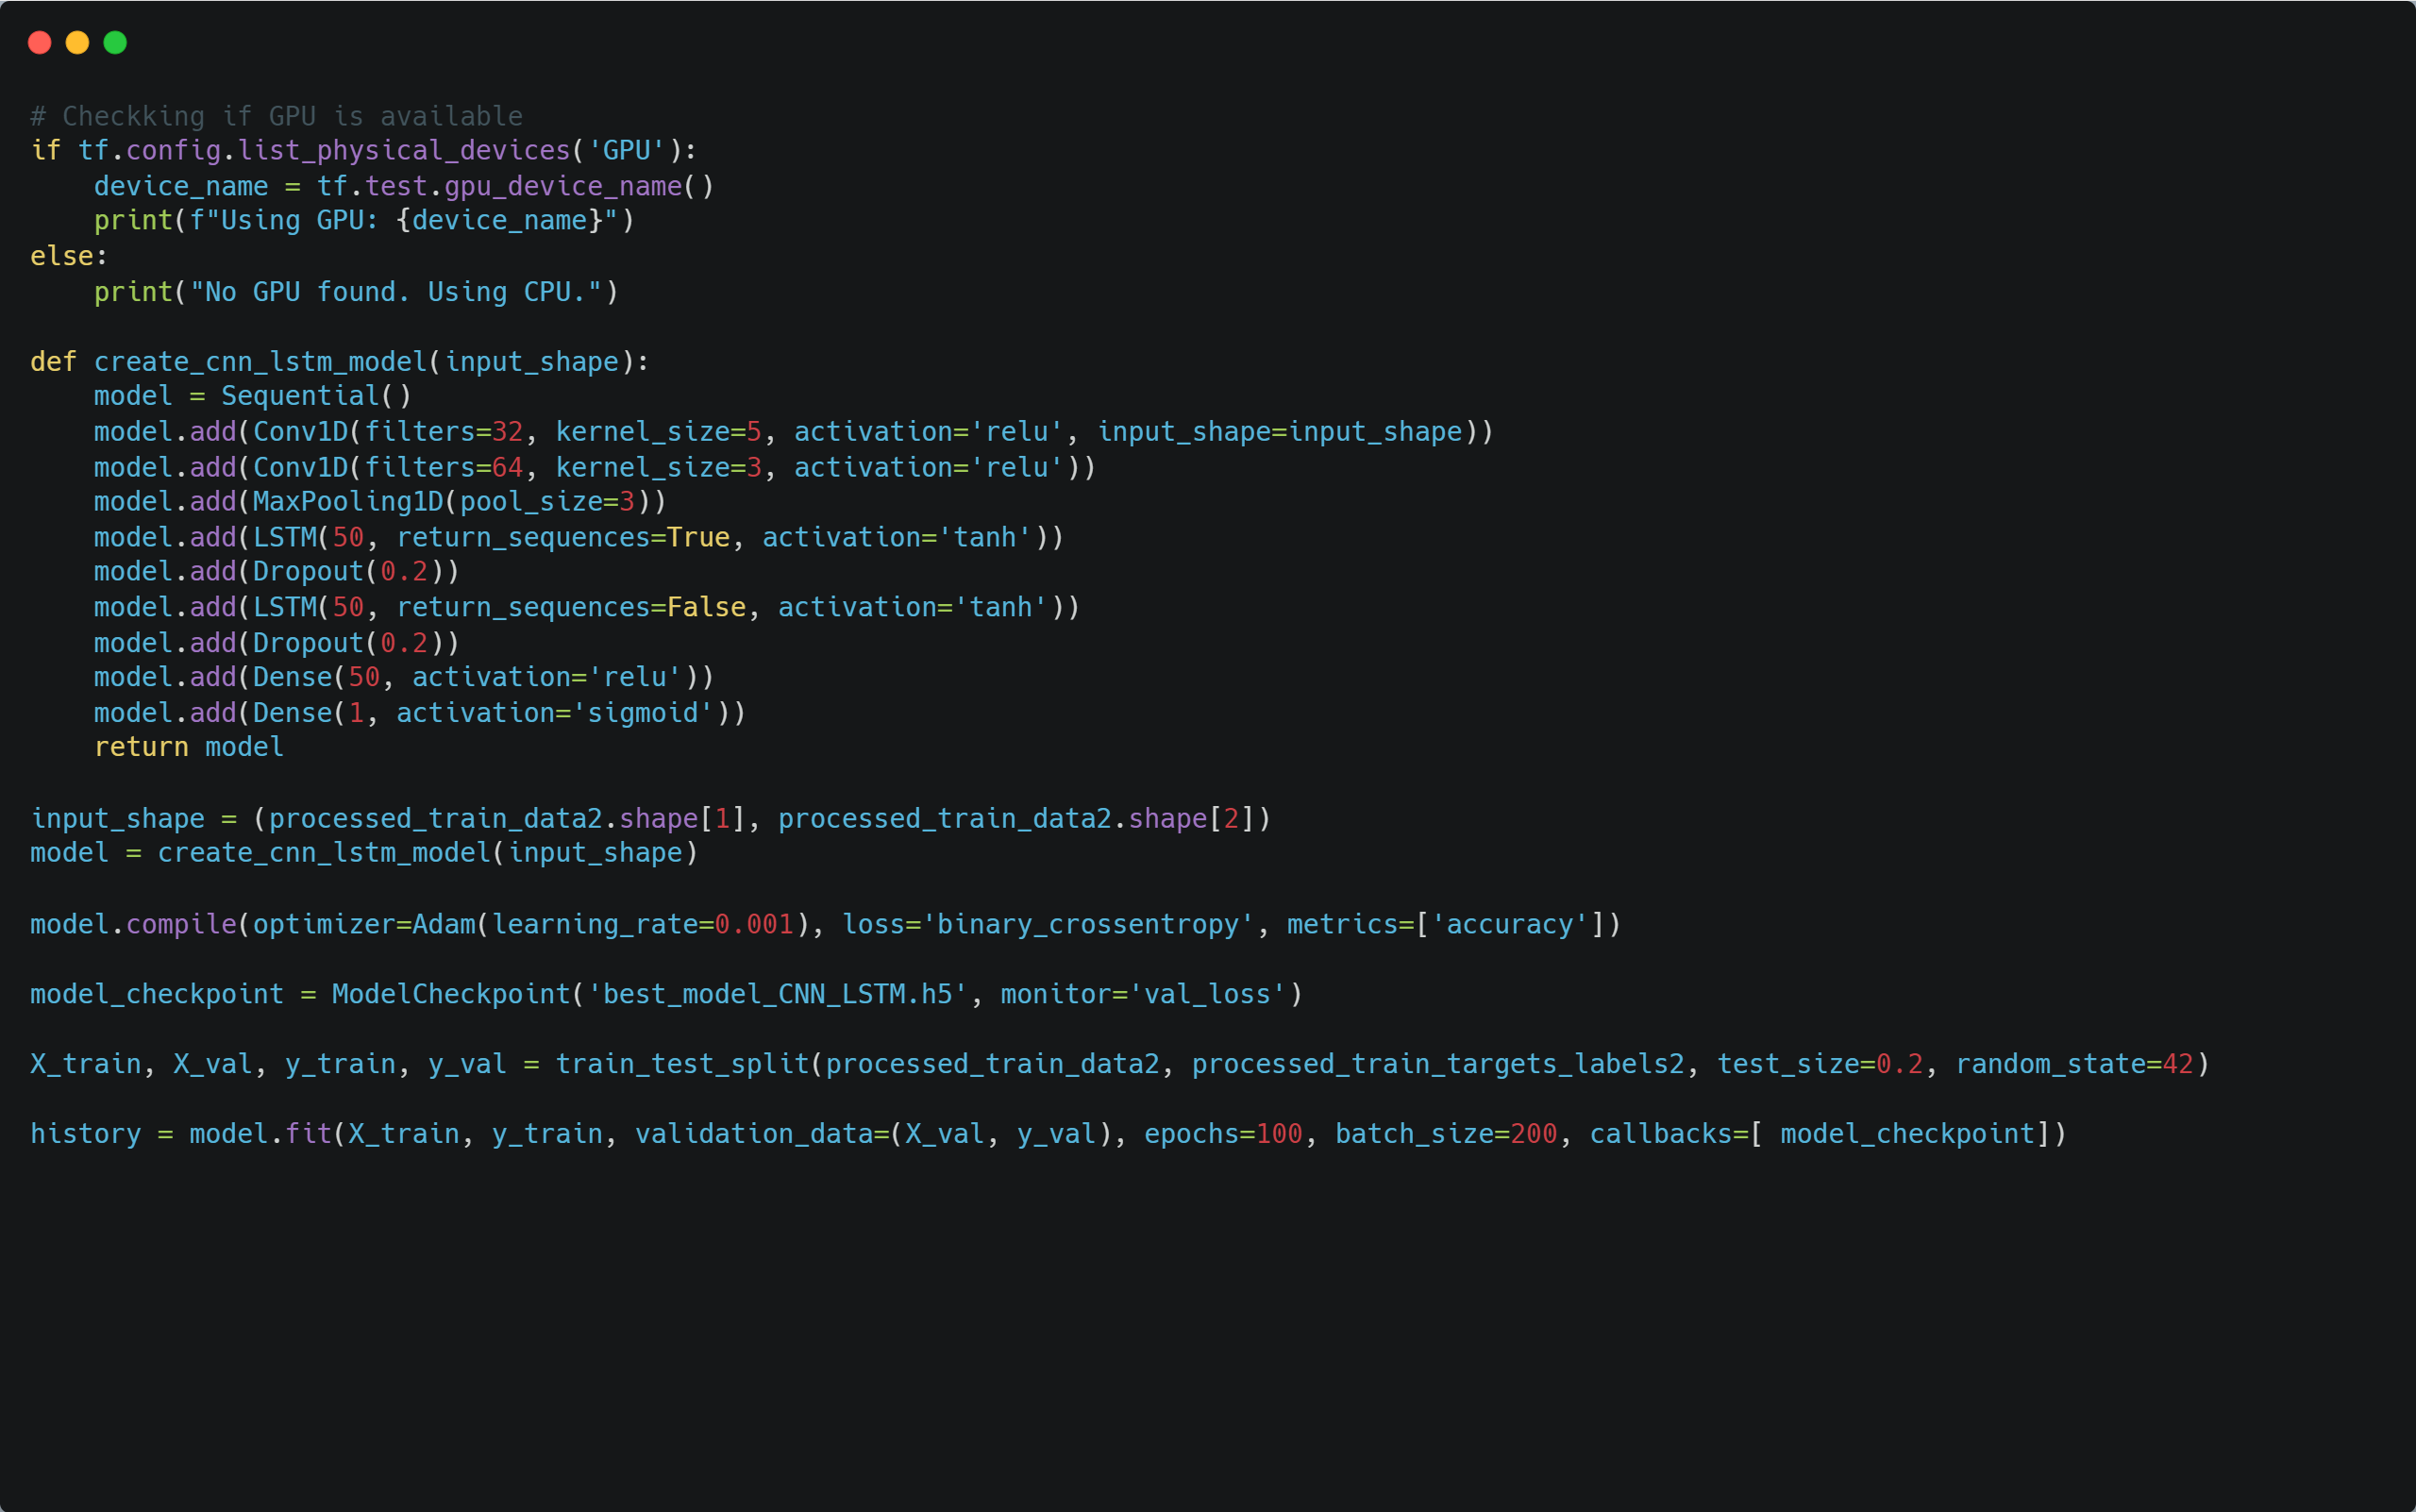 # Checkking if GPU is available
if tf.config.list_physical_devices('GPU'):
    device_name = tf.test.gpu_device_name()
    print(f"Using GPU: {device_name}")
else:
    print("No GPU found. Using CPU.")

def create_cnn_lstm_model(input_shape):
    model = Sequential()
    model.add(Conv1D(filters=32, kernel_size=5, activation='relu', input_shape=input_shape))
    model.add(Conv1D(filters=64, kernel_size=3, activation='relu'))
    model.add(MaxPooling1D(pool_size=3))
    model.add(LSTM(50, return_sequences=True, activation='tanh'))
    model.add(Dropout(0.2))
    model.add(LSTM(50, return_sequences=False, activation='tanh'))
    model.add(Dropout(0.2))
    model.add(Dense(50, activation='relu'))
    model.add(Dense(1, activation='sigmoid'))
    return model

input_shape = (processed_train_data2.shape[1], processed_train_data2.shape[2])
model = create_cnn_lstm_model(input_shape)

model.compile(optimizer=Adam(learning_rate=0.001), loss='binary_crossentropy', metrics=['accuracy'])

model_checkpoint = ModelCheckpoint('best_model_CNN_LSTM.h5', monitor='val_loss')

X_train, X_val, y_train, y_val = train_test_split(processed_train_data2, processed_train_targets_labels2, test_size=0.2, random_state=42)

history = model.fit(X_train, y_train, validation_data=(X_val, y_val), epochs=100, batch_size=200, callbacks=[ model_checkpoint])